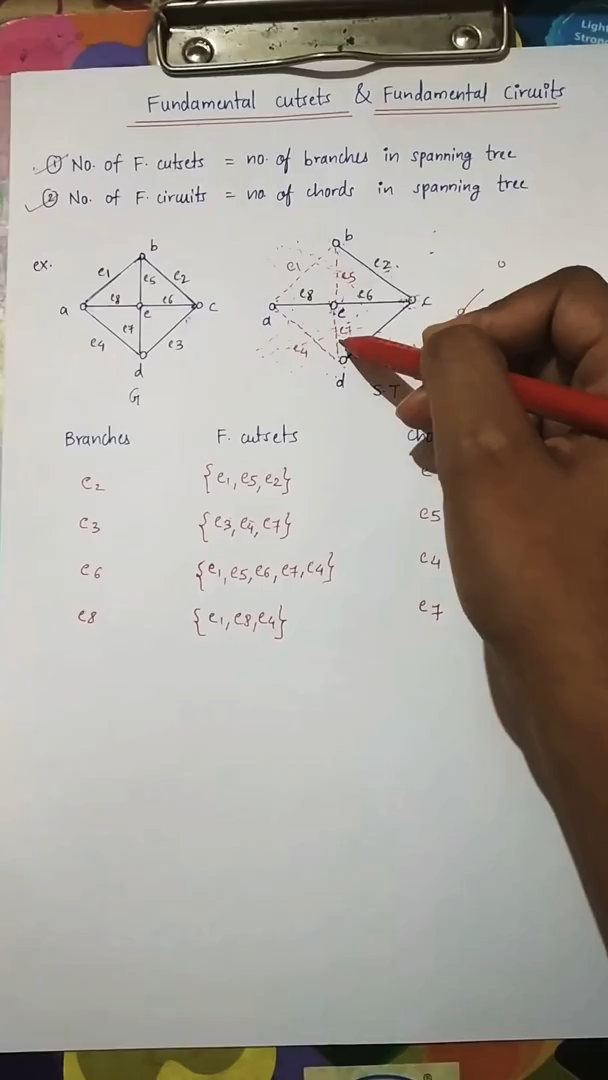 Light
Strong
Fundamental cutsets & Fundamental Circuits
① No. of F. cutsets = no. of branches in spanning tree
② No. of F. circuits = no of chords in spanning tree
ex.
b
e1 e5 e2
a e8 e e6 c
e7
e4 e3
d
G
b
e1 e5 e2.
e8 e6
a e c
e7
e4
d
S.T
Branches F. cutsets
e2 {e1, e5, e2}
e3 {e3, e4, e7} e5
e6 {e1, e5, e6, e7, e4} e4
e8 {e1, e8, e4} e7